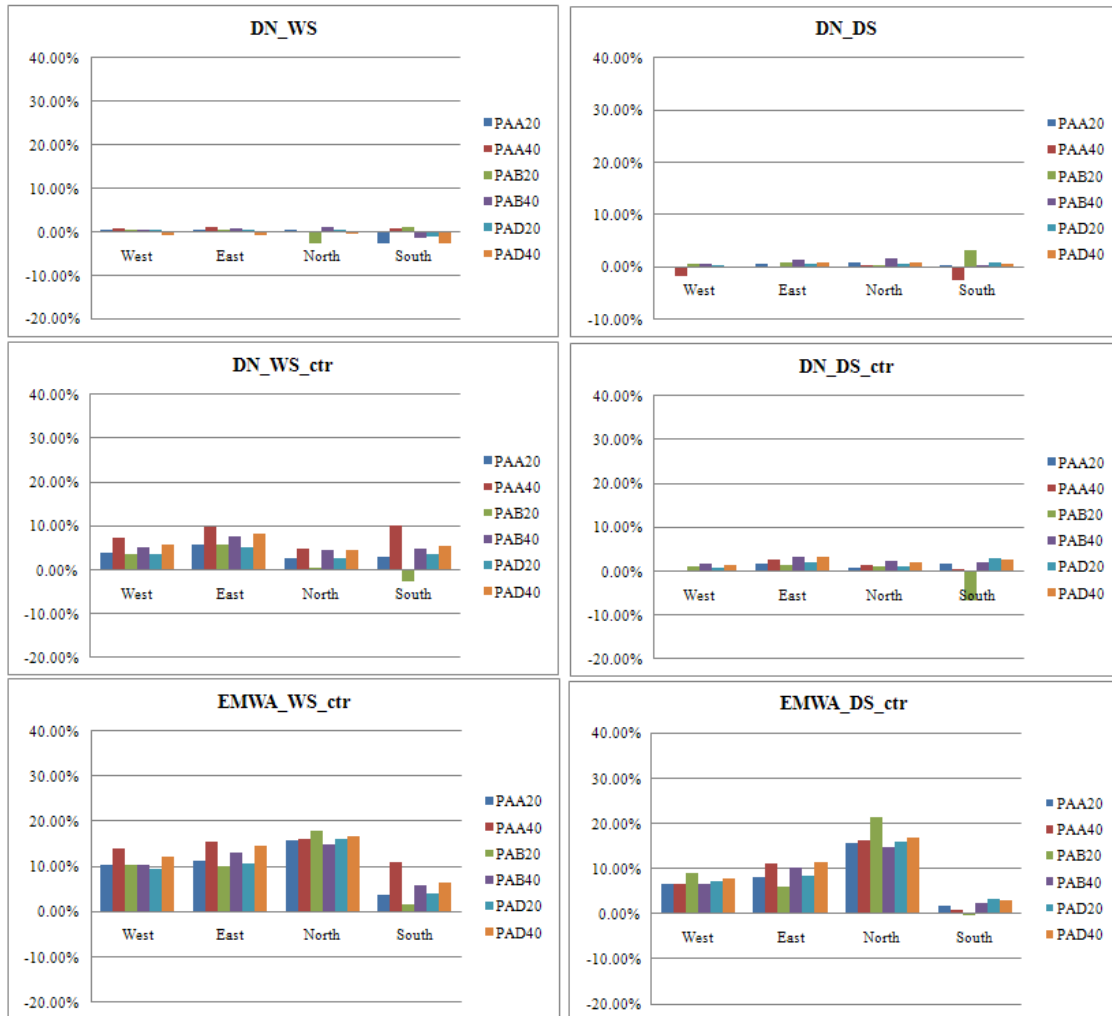 DN_WS
40.00%
30.00%
20.00%
10.00%
0.00%
-10.00%
-20.00%
West East North South
PAA20
PAA40
PAB20
PAB40
PAD20
PAD40
DN_DS
40.00%
30.00%
20.00%
10.00%
0.00%
-10.00%
West East North South
PAA20
PAA40
PAB20
PAB40
PAD20
PAD40
DN_WS_ctr
40.00%
30.00%
20.00%
10.00%
0.00%
-10.00%
-20.00%
West East North South
PAA20
PAA40
PAB20
PAB40
PAD20
PAD40
DN_DS_ctr
40.00%
30.00%
20.00%
10.00%
0.00%
-10.00%
-20.00%
West East North South
PAA20
PAA40
PAB20
PAB40
PAD20
PAD40
EMWA_WS_ctr
40.00%
30.00%
20.00%
10.00%
0.00%
-10.00%
-20.00%
West East North South
PAA20
PAA40
PAB20
PAB40
PAD20
PAD40
EMWA_DS_ctr
40.00%
30.00%
20.00%
10.00%
0.00%
-10.00%
-20.00%
West East North South
PAA20
PAA40
PAB20
PAB40
PAD20
PAD40